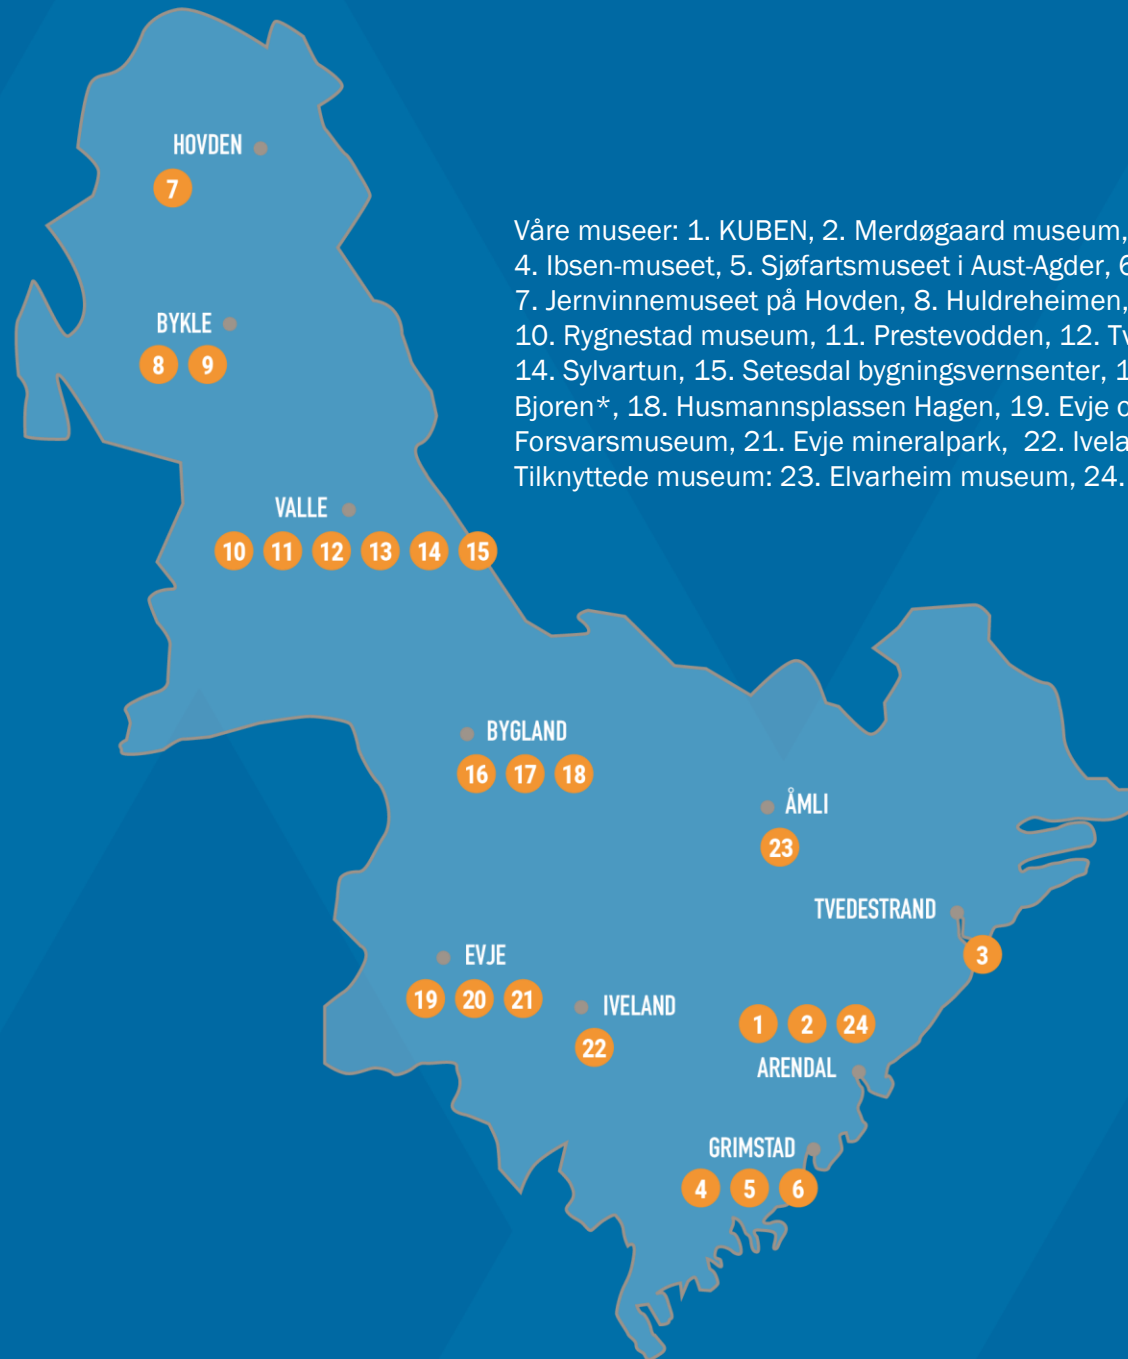 HOVDEN
7
Våre museer: 1. KUBEN, 2. Merdøgaard museum,
4. Ibsen-museet, 5. Sjøfartsmuseet i Aust-Agder, 6
7. Jernvinnemuseet på Hovden, 8. Huldreheimen,
10. Rygnestad museum, 11. Prestevodden, 12. Tv
14. Sylvartun, 15. Setesdal bygningsvernsenter, 1
Bjoren*, 18. Husmannsplassen Hagen, 19. Evje o
Forsvarsmuseum, 21. Evje mineralpark, 22. Ivela
Tilknyttede museum: 23. Elvarheim museum, 24.
BYKLE
8 9
VALLE
10 11 12 13 14 15
BYGLAND
16 17 18
ÅMLI
23
TVEDESTRAND
3
EVJE
19 20 21
IVELAND
22
1 2 24
ARENDAL
GRIMSTAD
4 5 6